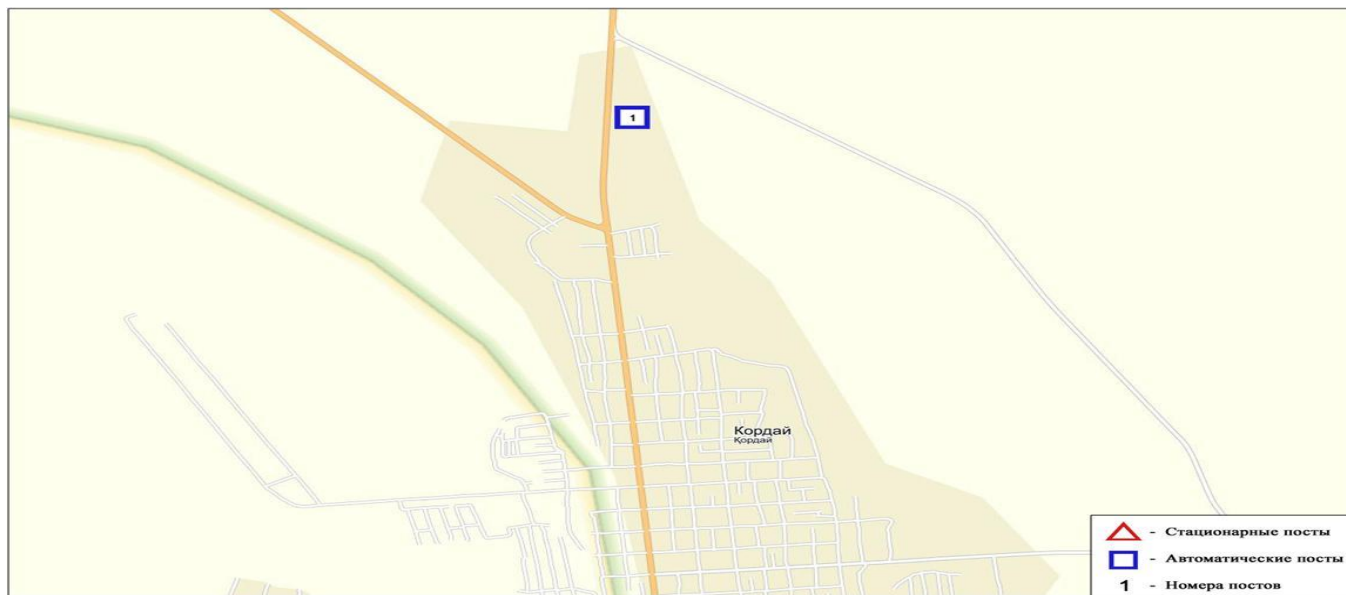 1
Кордай
Қордай
- Стационарные посты
- Автоматические посты
1 - Номера постов